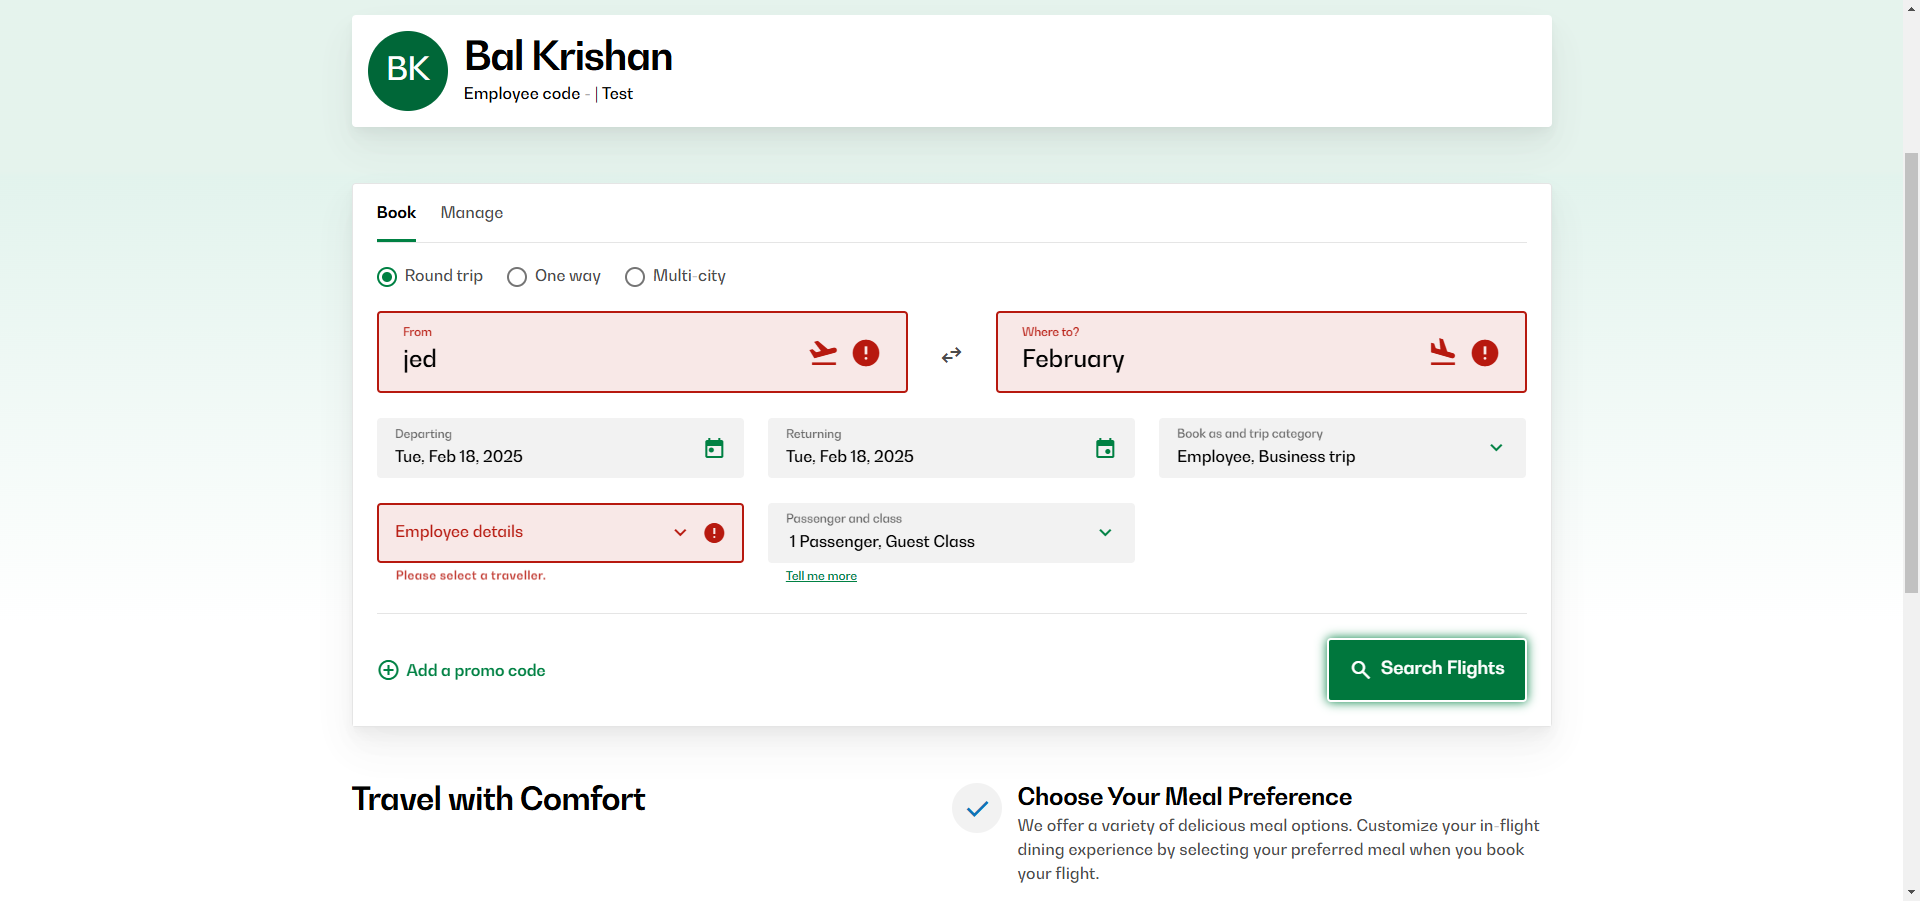 BK
Bal Krishan
Employee code - | Test
Book Manage
Round trip One way Multi-city
From
jed
Where to?
February
Departing
Tue, Feb 18, 2025
Returning
Tue, Feb 18, 2025
Book as and trip category
Employee, Business trip
Employee details
Please select a traveller.
Passenger and class
1 Passenger, Guest Class
Tell me more
Add a promo code
Search Flights
Travel with Comfort
Choose Your Meal Preference
We offer a variety of delicious meal options. Customize your in-flight
dining experience by selecting your preferred meal when you book
your flight.